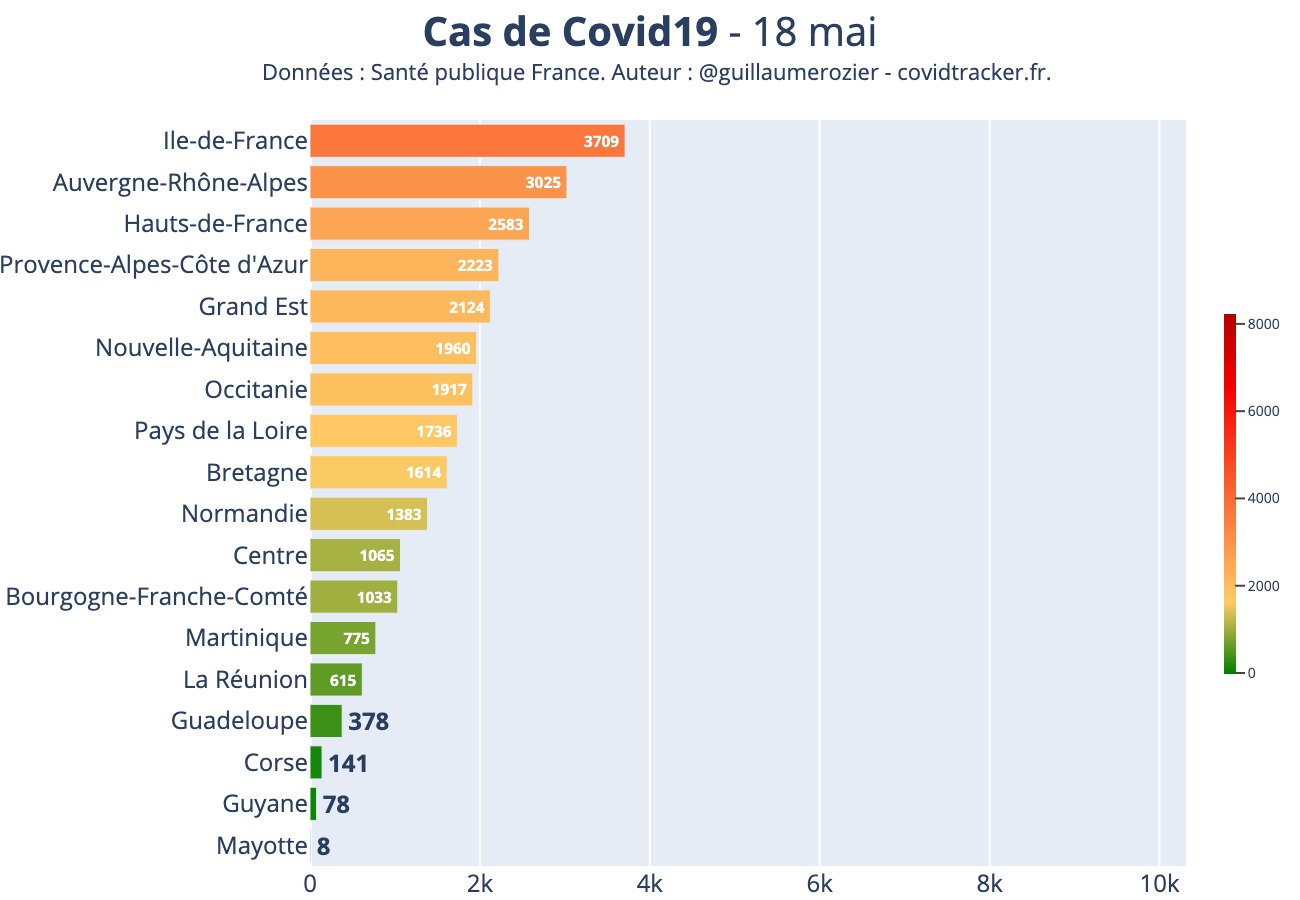 Cas de Covid19 - 18 mai
Données : Santé publique France. Auteur : @guillaumerozier - covidtracker.fr.
Ile-de-France 3709
Auvergne-Rhône-Alpes 3025
Hauts-de-France 2583
Provence-Alpes-Côte d'Azur 2223
Grand Est 2124
Nouvelle-Aquitaine 1960
Occitanie 1917
Pays de la Loire 1736
Bretagne 1614
Normandie 1383
Centre 1065
Bourgogne-Franche-Comté 1033
Martinique 775
La Réunion 615
Guadeloupe 378
Corse 141
Guyane 78
Mayotte 8
0 2k 4k 6k 8k 10k
8000
6000
4000
2000
0